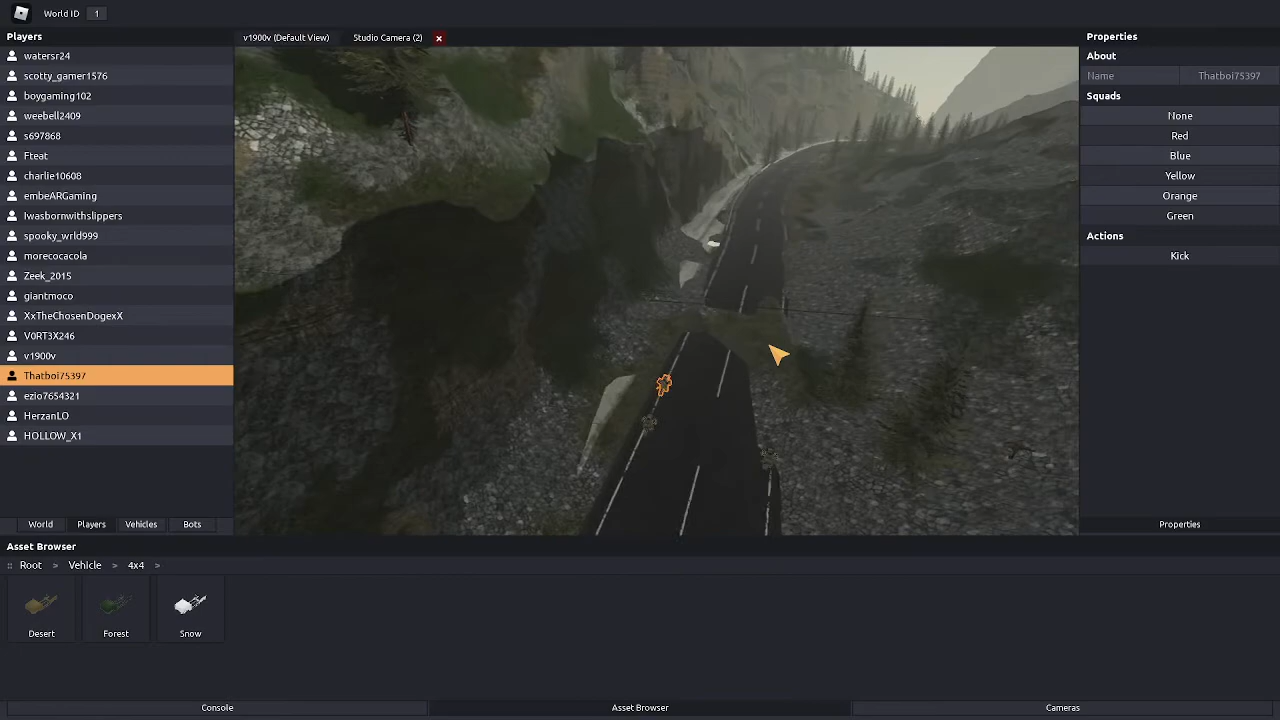 World ID 1
Players
watersr24
scotty_gamer1576
boygaming102
weebell2409
s697868
Fteat
charlie10608
embeARGaming
Iwasbornwithslippers
spooky_wrld999
morecocacola
Zeek_2015
giantmoco
XxTheChosenDogexX
V0RT3X246
v1900v
Thatboi75397
ezio7654321
HerzanLO
HOLLOW_X1
World Players Vehicles Bots
v1900v (Default View) Studio Camera (2) x
Properties
About
Name Thatboi75397
Squads
None
Red
Blue
Yellow
Orange
Green
Actions
Kick
Properties
Asset Browser
Root > Vehicle > 4x4 >
Desert Forest Snow
Console Asset Browser Cameras